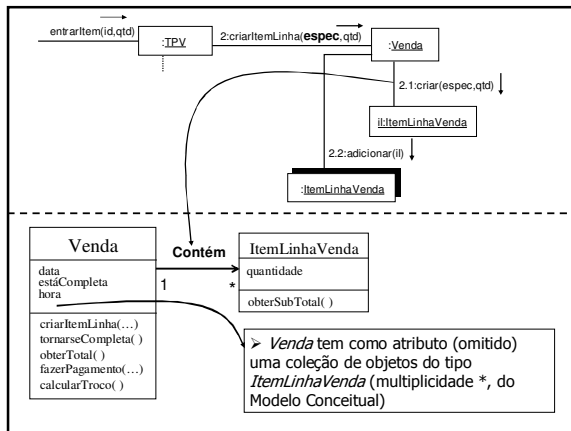 entrarItem(id,qtd)
:TPV
2:criarItemLinha(espec,qtd)
:Venda
2.1:criar(espec,qtd)
il:ItemLinhaVenda
2.2:adicionar(il)
:ItemLinhaVenda
Venda
data
estáCompleta
hora
criarItemLinha(…)
tornarseCompleta( )
obterTotal( )
fazerPagamento(…)
calcularTroco( )
Contém
1
*
ItemLinhaVenda
quantidade
obterSubTotal( )
➢ Venda tem como atributo (omitido)
uma coleção de objetos do tipo
ItemLinhaVenda (multiplicidade *, do
Modelo Conceitual)